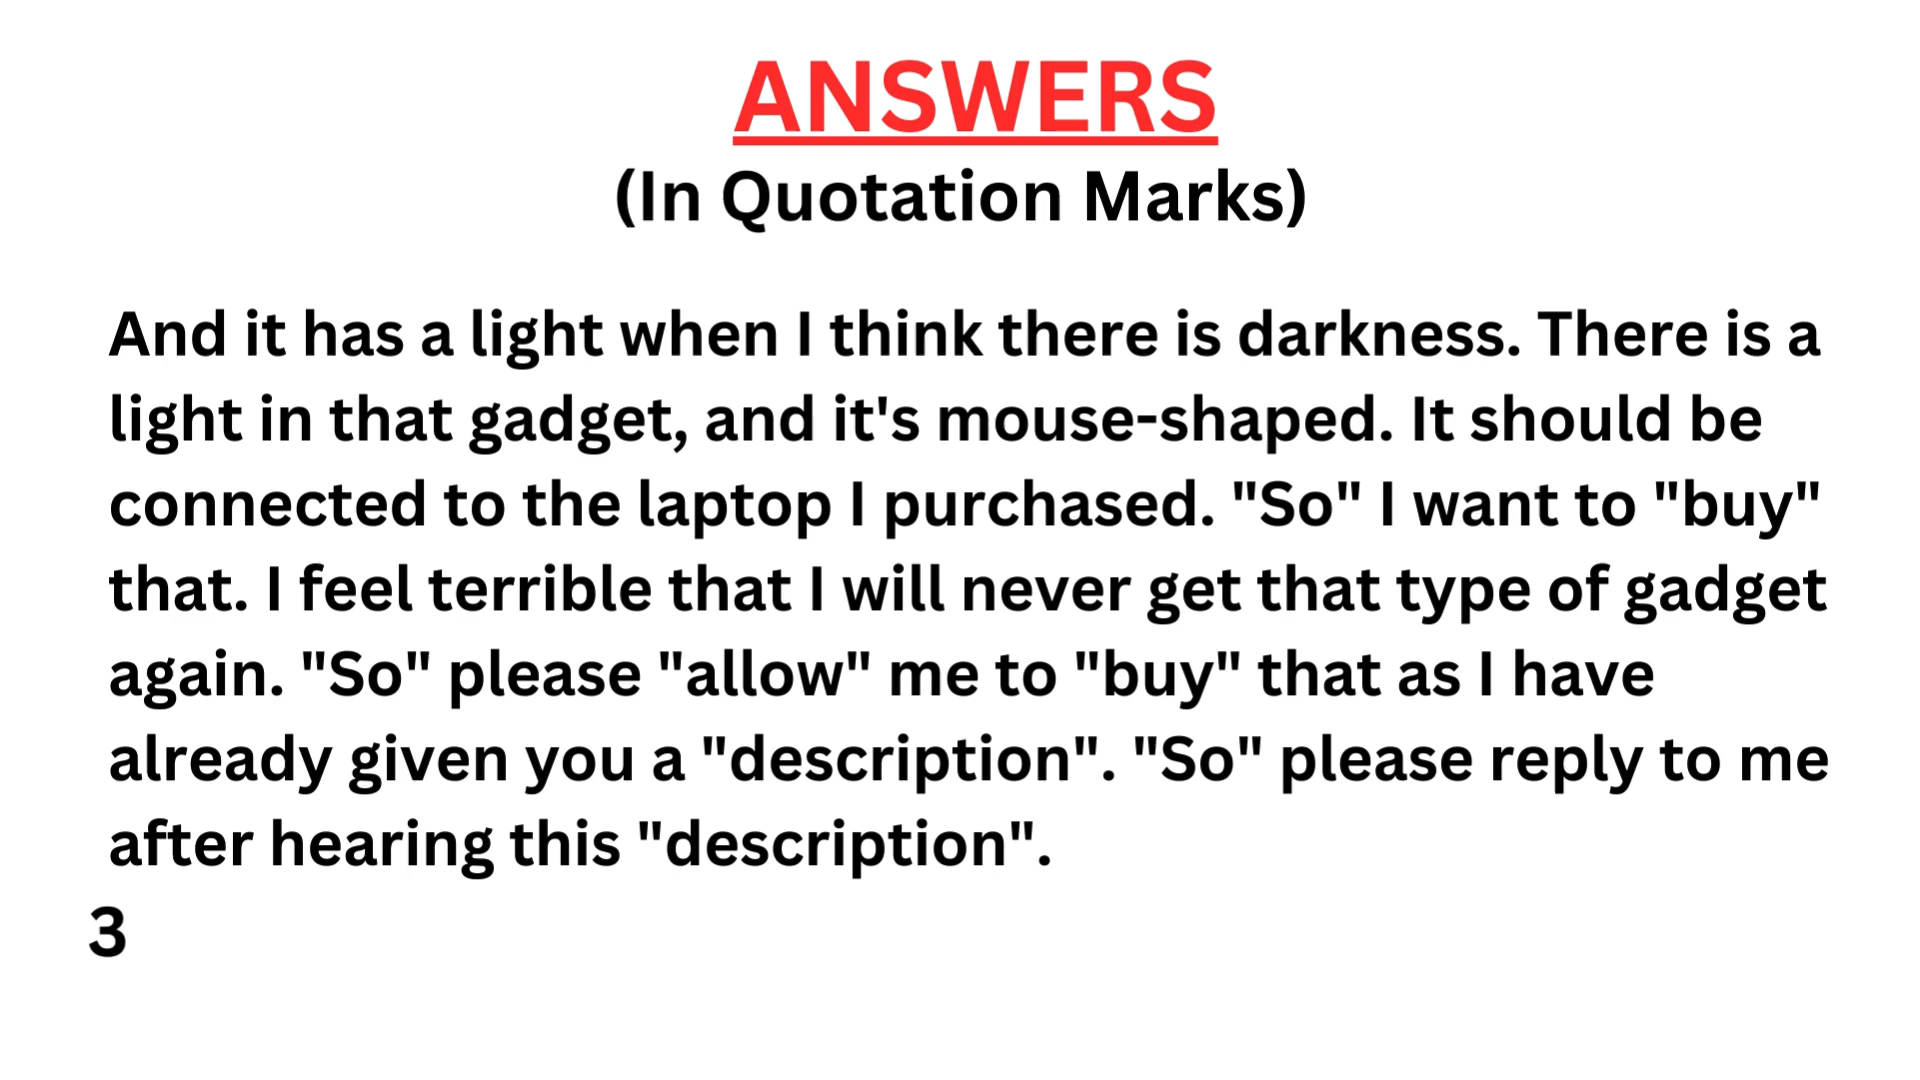 ANSWERS
(In Quotation Marks)
And it has a light when I think there is darkness. There is a
light in that gadget, and it's mouse-shaped. It should be
connected to the laptop I purchased. "So" I want to "buy"
that. I feel terrible that I will never get that type of gadget
again. "So" please "allow" me to "buy" that as I have
already given you a "description". "So" please reply to me
after hearing this "description".
3